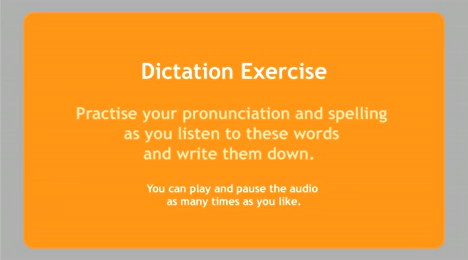 Dictation Exercise
Practise your pronunciation and spelling
as you listen to these words
and write them down.
You can play and pause the audio
as many times as you like.